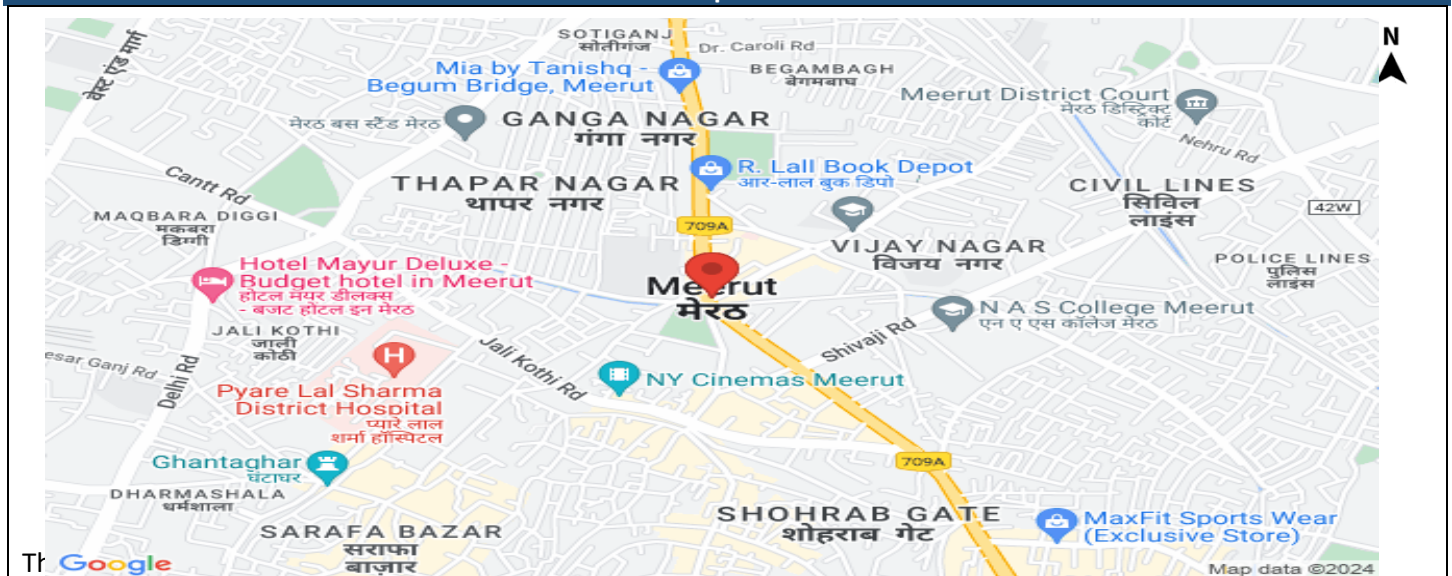 SOTIGANJ
सोतीगंज
Dr. Caroli Rd
N
वेस्ट एंड मार्ग
Mia by Tanishq -
Begum Bridge, Meerut
BEGAMBAGH
बेगमबाघ
Meerut District Court
मेरठ डिस्ट्रिक्ट
कोर्ट
मेरठ बस स्टैंड मेरठ
GANGA NAGAR
गंगा नगर
Nehru Rd
R. Lall Book Depot
आर-लाल बुक डिपो
Cantt Rd
THAPAR NAGAR
थापर नगर
CIVIL LINES
सिविल
लाइंस
42W
MAQBARA DIGGI
मकबरा
डिग्गी
709A
VIJAY NAGAR
विजय नगर
POLICE LINES
पुलिस
लाइंस
Hotel Mayur Deluxe -
Budget hotel in Meerut
होटल मयूर डीलक्स
- बजट होटल इन मेरठ
Meerut
मेरठ
N A S College Meerut
एन ए एस कॉलेज मेरठ
JALI KOTHI
जाली
कोठी
Shivaji Rd
Jali Kothi Rd
esar Ganj Rd
Delhi Rd
NY Cinemas Meerut
Pyare Lal Sharma
District Hospital
प्यारे लाल
शर्मा हॉस्पिटल
Ghantaghar
घंटाघर
709A
DHARMASHALA
धर्मशाला
SHOHRAB GATE
शोहराब गेट
MaxFit Sports Wear
(Exclusive Store)
SARAFA BAZAR
सराफा
बाज़ार
Google
Map data ©2024